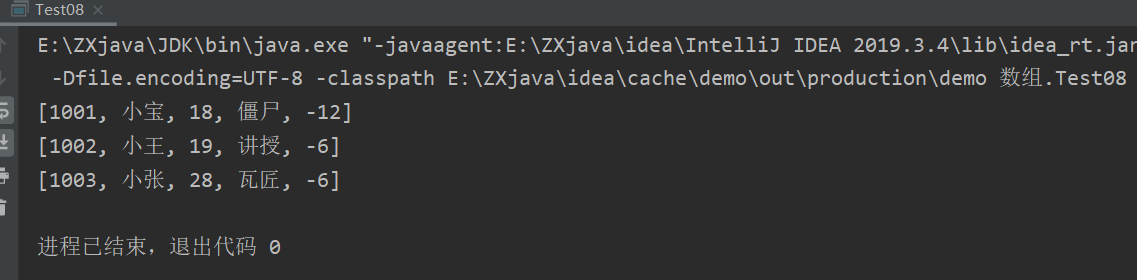 Test08
E:\ZXjava\JDK\bin\java.exe "-javaagent:E:\ZXjava\idea\IntelliJ IDEA 2019.3.4\lib\idea_rt.jar
-Dfile.encoding=UTF-8 -classpath E:\ZXjava\idea\cache\demo\out\production\demo 数组.Test08
[1001, 小宝, 18, 僵尸, -12]
[1002, 小王, 19, 讲授, -6]
[1003, 小张, 28, 瓦匠, -6]
进程已结束，退出代码 0